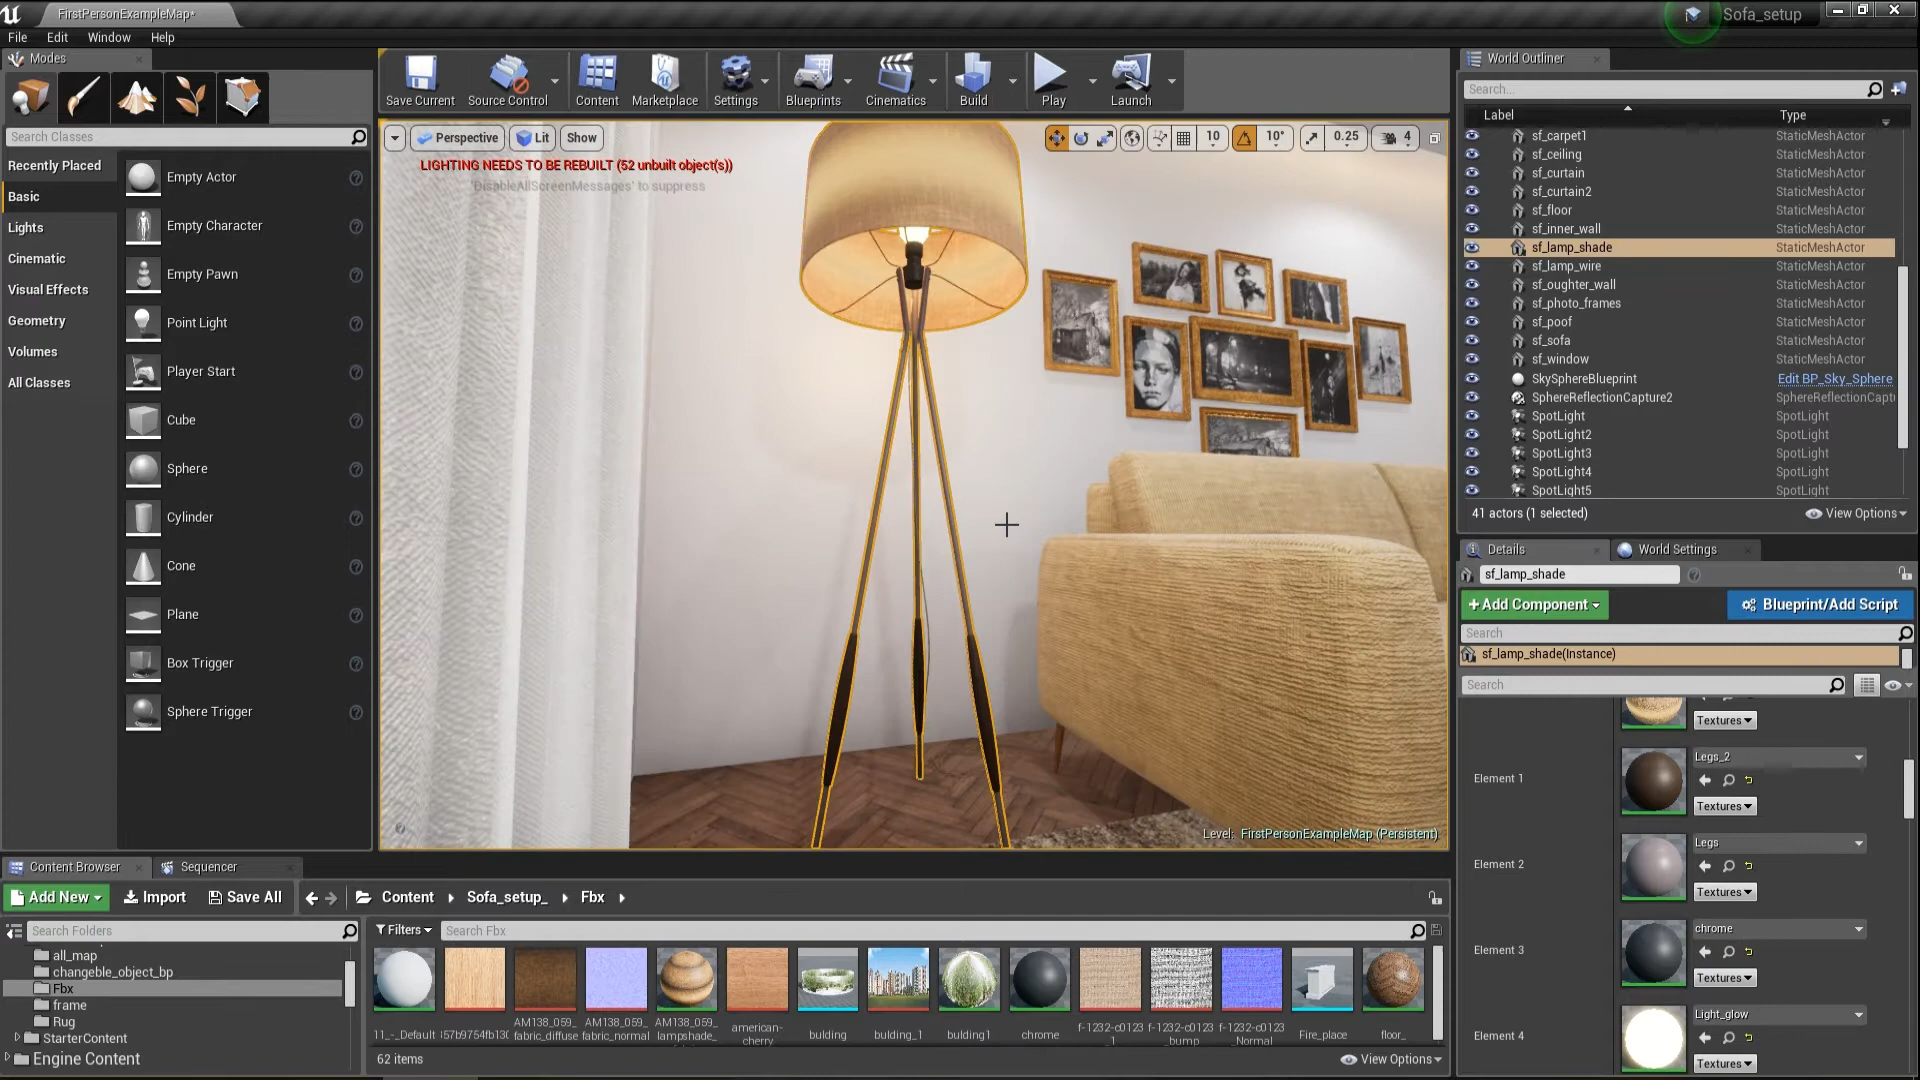 FirstPersonExampleMap*
Sofa_setup
File Edit Window Help
Modes
Search Classes
Recently Placed
Basic
Lights
Cinematic
Visual Effects
Geometry
Volumes
All Classes
Empty Actor
Empty Character
Empty Pawn
Point Light
Player Start
Cube
Sphere
Cylinder
Cone
Plane
Box Trigger
Sphere Trigger
Save Current
Source Control
Content
Marketplace
Settings
Blueprints
Cinematics
Build
Play
Launch
Perspective
Lit
Show
10
10°
0.25
4
LIGHTING NEEDS TO BE REBUILT (52 unbuilt object(s))
'DisableAllScreenMessages' to suppress
Level: FirstPersonExampleMap (Persistent)
World Outliner
Search...
Label Type
sf_carpet1 StaticMeshActor
sf_ceiling StaticMeshActor
sf_curtain StaticMeshActor
sf_curtain2 StaticMeshActor
sf_floor StaticMeshActor
sf_inner_wall StaticMeshActor
sf_lamp_shade StaticMeshActor
sf_lamp_wire StaticMeshActor
sf_oughter_wall StaticMeshActor
sf_photo_frames StaticMeshActor
sf_poof StaticMeshActor
sf_sofa StaticMeshActor
sf_window StaticMeshActor
SkySphereBlueprint Edit BP_Sky_Sphere
SphereReflectionCapture2 SphereReflectionCapt
SpotLight SpotLight
SpotLight2 SpotLight
SpotLight3 SpotLight
SpotLight4 SpotLight
SpotLight5 SpotLight
41 actors (1 selected)
View Options
Details
World Settings
sf_lamp_shade
+Add Component
Blueprint/Add Script
Search
sf_lamp_shade(Instance)
Search
Textures
Element 1
Legs_2
Textures
Element 2
Legs
Textures
Element 3
chrome
Textures
Element 4
Light_glow
Textures
Content Browser
Sequencer
Add New
Import
Save All
Content
Sofa_setup_
Fbx
Search Folders
all_map
changeble_object_bp
Fbx
frame
Rug
StarterContent
Engine Content
Filters
Search Fbx
11_-_Default
AM138_059_
fabric_diffuse
AM138_059_
fabric_normal
AM138_059_
lampshade_
american-
cherry
bulding
bulding_1
bulding1
chrome
f-1232-c0123
_1
f-1232-c0123
_bump
f-1232-c0123
_Normal
Fire_place
floor_
62 items
View Options